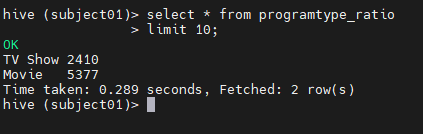 hive (subject01)> select * from programtype_ratio
> limit 10;
OK
TV Show 2410
Movie 5377
Time taken: 0.289 seconds, Fetched: 2 row(s)
hive (subject01)>